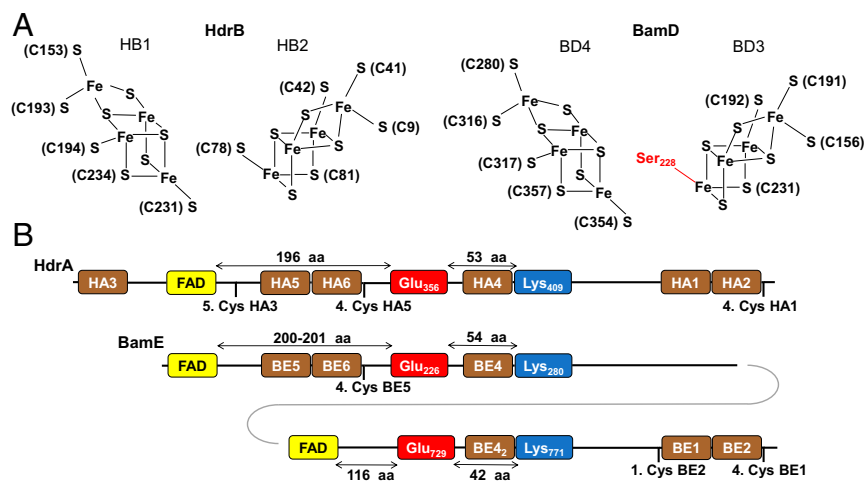 A
HdrB
BamD
HB1
HB2
BD4
BD3
(C153) S
(C193) S
(C194) S
(C234) S
(C231) S
Fe S
S Fe
Fe S
S Fe
(C42) S
S (C41)
S (C9)
(C78) S
S (C81)
S Fe
S Fe
Fe S
Fe
S
(C280) S
(C316) S
(C317) S
(C357) S
(C354) S
Fe S
S Fe
Fe S
S Fe
(C192) S
S (C191)
S (C156)
Ser228
S (C231)
S Fe
Fe
Fe S
Fe
S
B
HdrA
196 aa
53 aa
HA3 FAD HA5 HA6 Glu356 HA4 Lys409 HA1 HA2
5. Cys HA3 4. Cys HA5 4. Cys HA1
BamE
200-201 aa
54 aa
FAD BE5 BE6 Glu226 BE4 Lys280
4. Cys BE5
FAD Glu729 BE42 Lys771 BE1 BE2
116 aa 42 aa 1. Cys BE2 4. Cys BE1